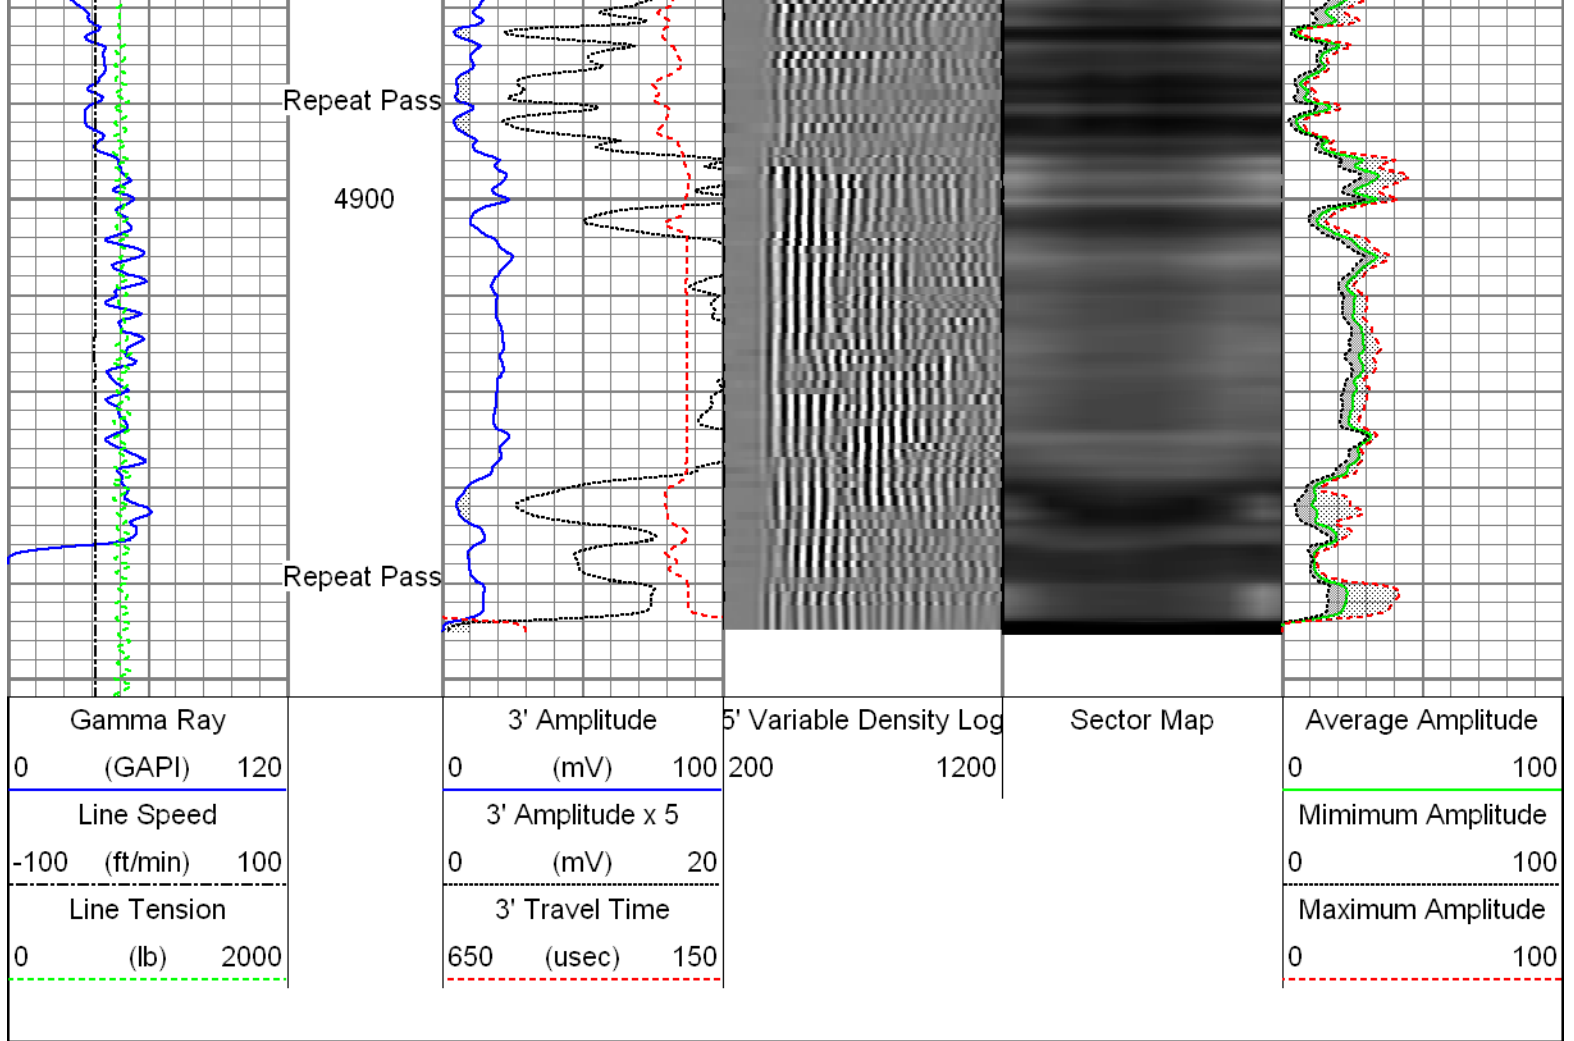 Repeat Pass
4900
Repeat Pass
Gamma Ray
0 (GAPI) 120
Line Speed
-100 (ft/min) 100
Line Tension
0 (lb) 2000
3' Amplitude
0 (mV) 100
3' Amplitude x 5
0 (mV) 20
3' Travel Time
650 (usec) 150
5' Variable Density Log
200 1200
Sector Map
Average Amplitude
0 100
Mimimum Amplitude
0 100
Maximum Amplitude
0 100